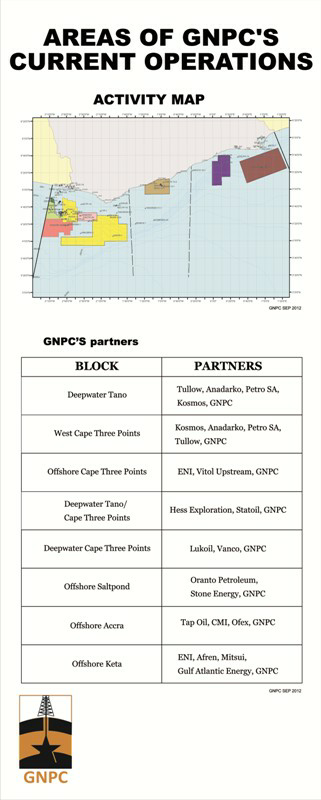 AREAS OF GNPC'S
CURRENT OPERATIONS
ACTIVITY MAP
GNPC SEP 2012
GNPC'S partners
BLOCK PARTNERS
Deepwater Tano
Tullow, Anadarko, Petro SA,
Kosmos, GNPC
West Cape Three Points
Kosmos, Anadarko, Petro SA,
Tullow, GNPC
Offshore Cape Three Points
ENI, Vitol Upstream, GNPC
Deepwater Tano/
Cape Three Points
Hess Exploration, Statoil, GNPC
Deepwater Cape Three Points
Lukoil, Vanco, GNPC
Offshore Saltpond
Oranto Petroleum,
Stone Energy, GNPC
Offshore Accra
Tap Oil, CMI, Ofex, GNPC
Offshore Keta
ENI, Afren, Mitsui,
Gulf Atlantic Energy, GNPC
GNPC SEP 2012
GNPC